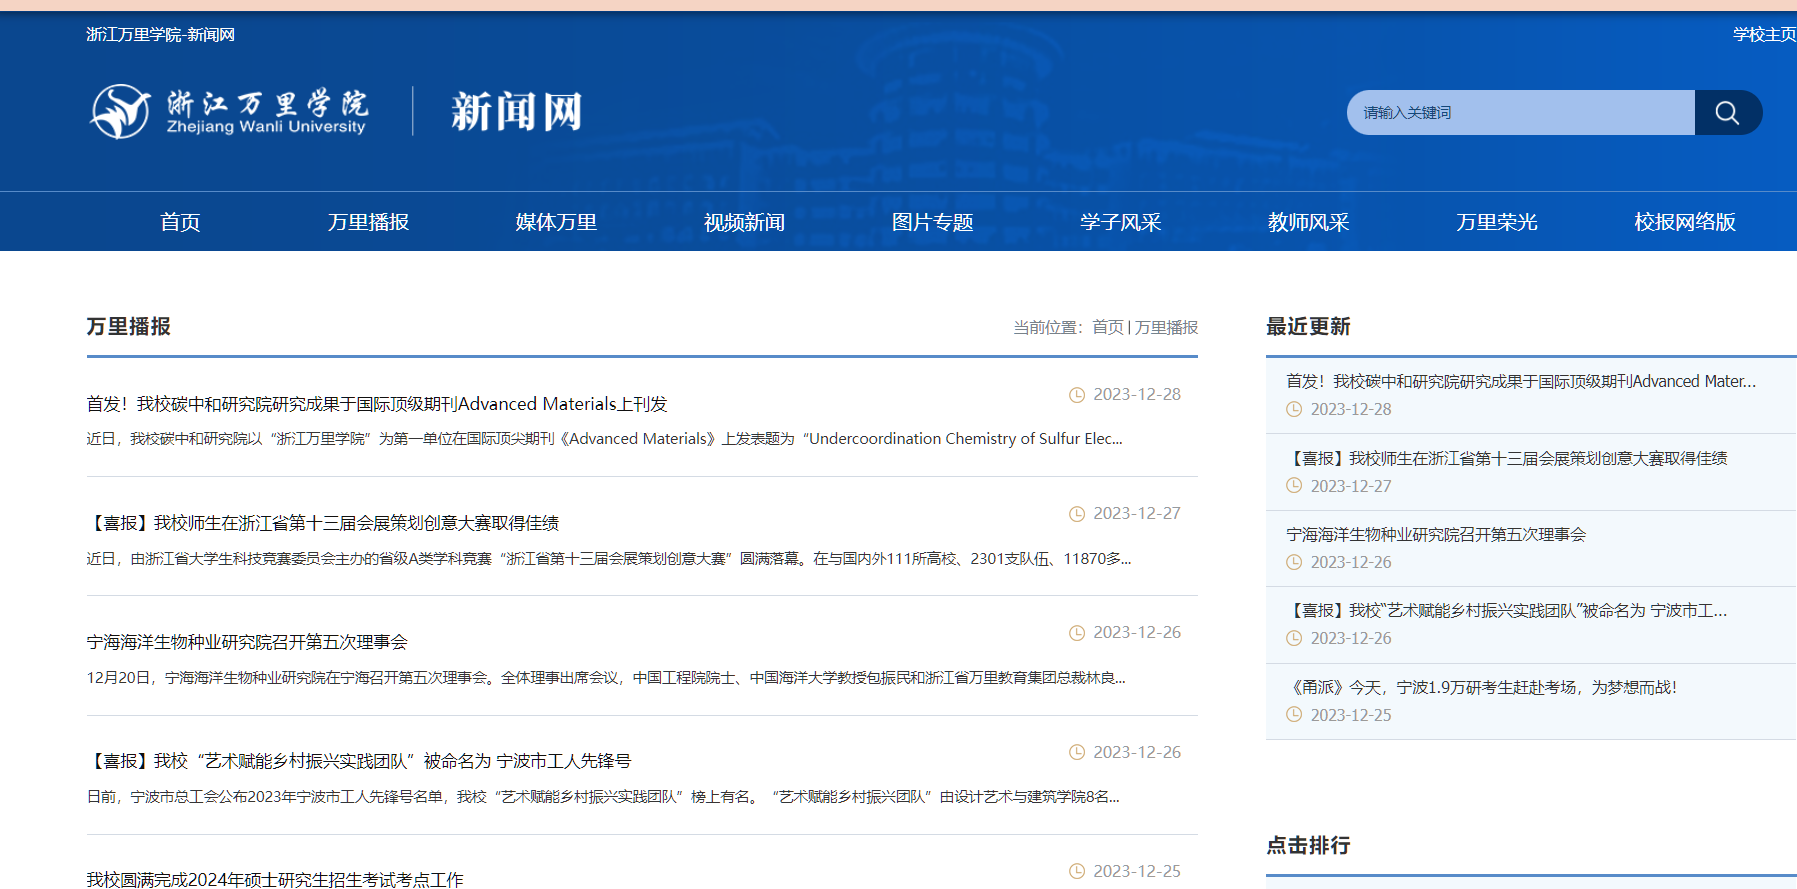 浙江万里学院-新闻网
学校主页
浙江万里学院
Zhejiang Wanli University
新闻网
请输入关键词
首页 万里播报 媒体万里 视频新闻 图片专题 学子风采 教师风采 万里荣光 校报网络版
万里播报
当前位置：首页 | 万里播报
首发！我校碳中和研究院研究成果于国际顶级期刊Advanced Materials上刊发
2023-12-28
近日，我校碳中和研究院以“浙江万里学院”为第一单位在国际顶尖期刊《Advanced Materials》上发表题为“Undercoordination Chemistry of Sulfur Elec...
【喜报】我校师生在浙江省第十三届会展策划创意大赛取得佳绩
2023-12-27
近日，由浙江省大学生科技竞赛委员会主办的省级A类学科竞赛“浙江省第十三届会展策划创意大赛”圆满落幕。在与国内外111所高校、2301支队伍、11870多...
宁海海洋生物种业研究院召开第五次理事会
2023-12-26
12月20日，宁海海洋生物种业研究院在宁海召开第五次理事会。全体理事出席会议，中国工程院院士、中国海洋大学教授包振民和浙江省万里教育集团总裁林良...
【喜报】我校“艺术赋能乡村振兴实践团队”被命名为 宁波市工人先锋号
2023-12-26
日前，宁波市总工会公布2023年宁波市工人先锋号名单，我校“艺术赋能乡村振兴实践团队”榜上有名。“艺术赋能乡村振兴团队”由设计艺术与建筑学院8名...
我校圆满完成2024年硕士研究生招生考试考点工作
2023-12-25
最近更新
首发！我校碳中和研究院研究成果于国际顶级期刊Advanced Mater...
2023-12-28
【喜报】我校师生在浙江省第十三届会展策划创意大赛取得佳绩
2023-12-27
宁海海洋生物种业研究院召开第五次理事会
2023-12-26
【喜报】我校“艺术赋能乡村振兴实践团队”被命名为 宁波市工...
2023-12-26
《甬派》今天，宁波1.9万研考生赶赴考场，为梦想而战！
2023-12-25
点击排行